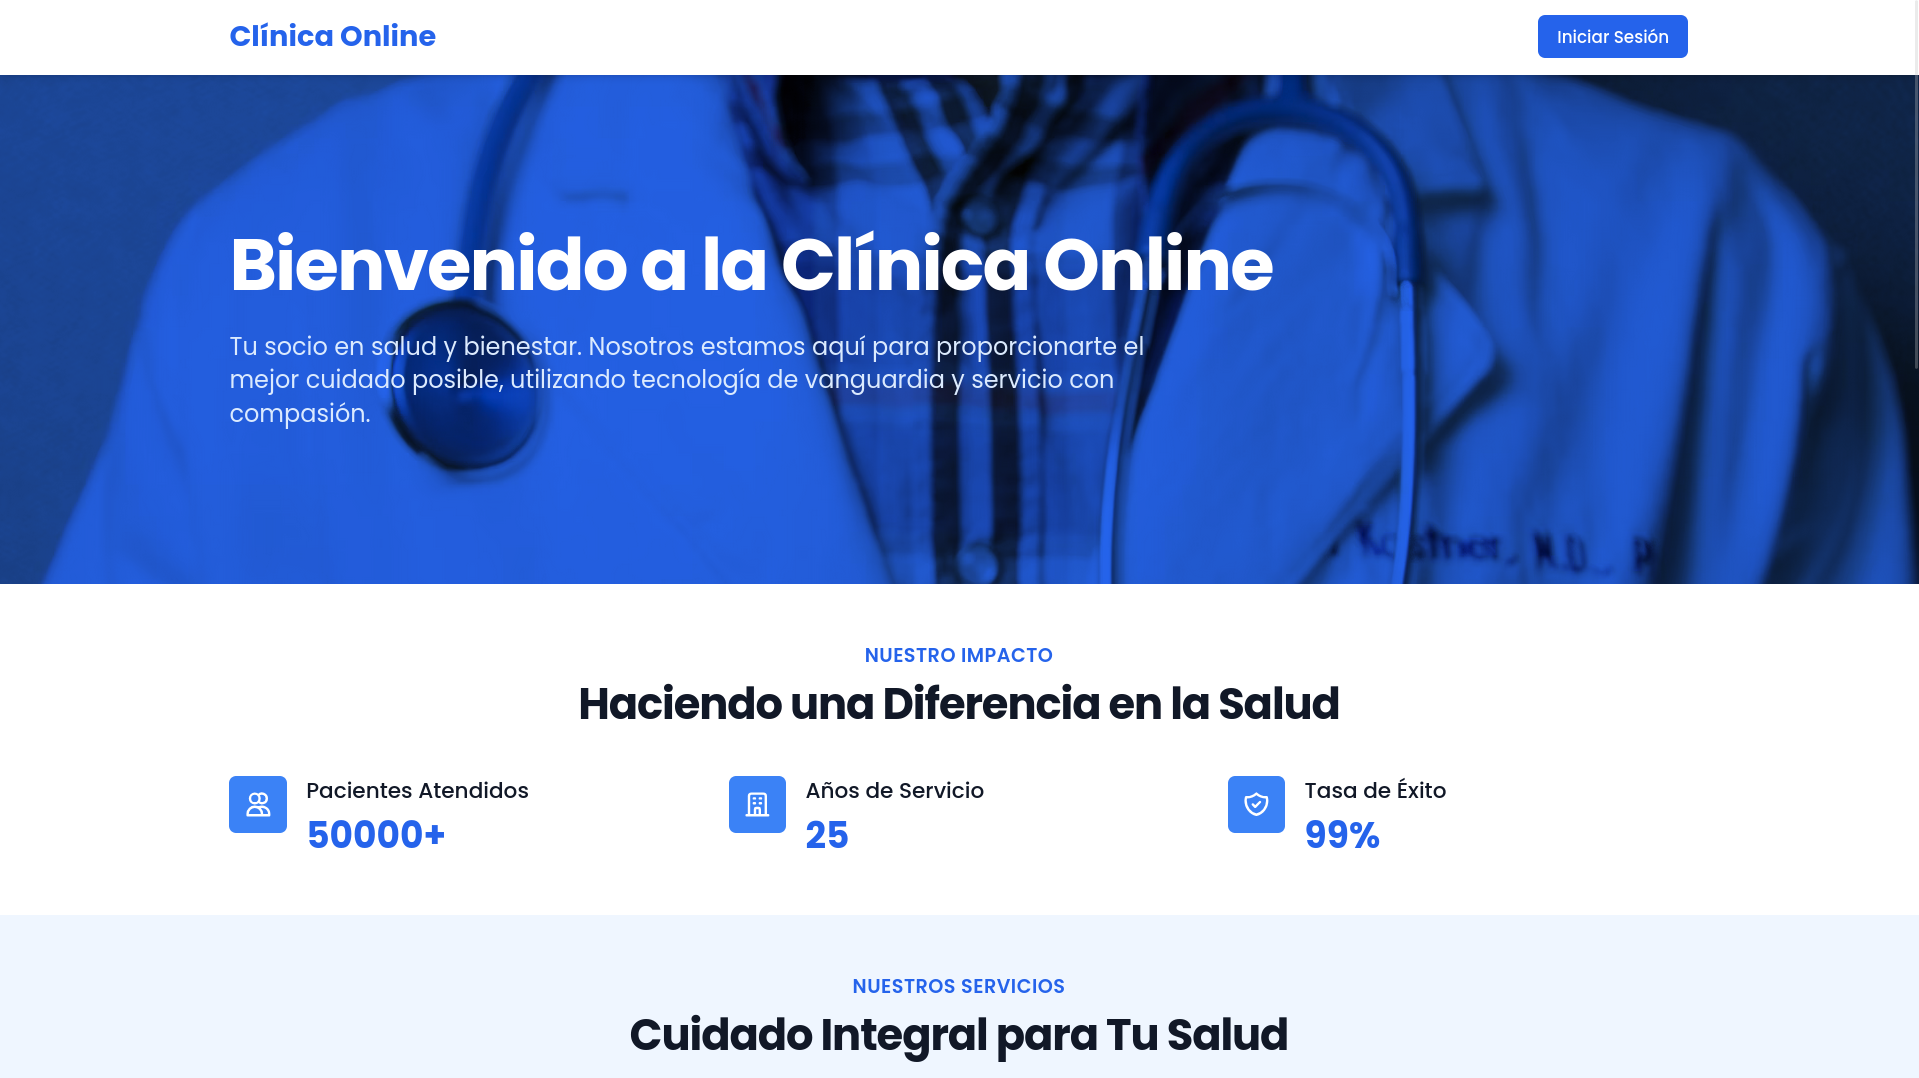 Clínica Online
Iniciar Sesión
Bienvenido a la Clínica Online
Tu socio en salud y bienestar. Nosotros estamos aquí para proporcionarte el
mejor cuidado posible, utilizando tecnología de vanguardia y servicio con
compasión.
NUESTRO IMPACTO
Haciendo una Diferencia en la Salud
Pacientes Atendidos
50000+
Años de Servicio
25
Tasa de Éxito
99%
NUESTROS SERVICIOS
Cuidado Integral para Tu Salud